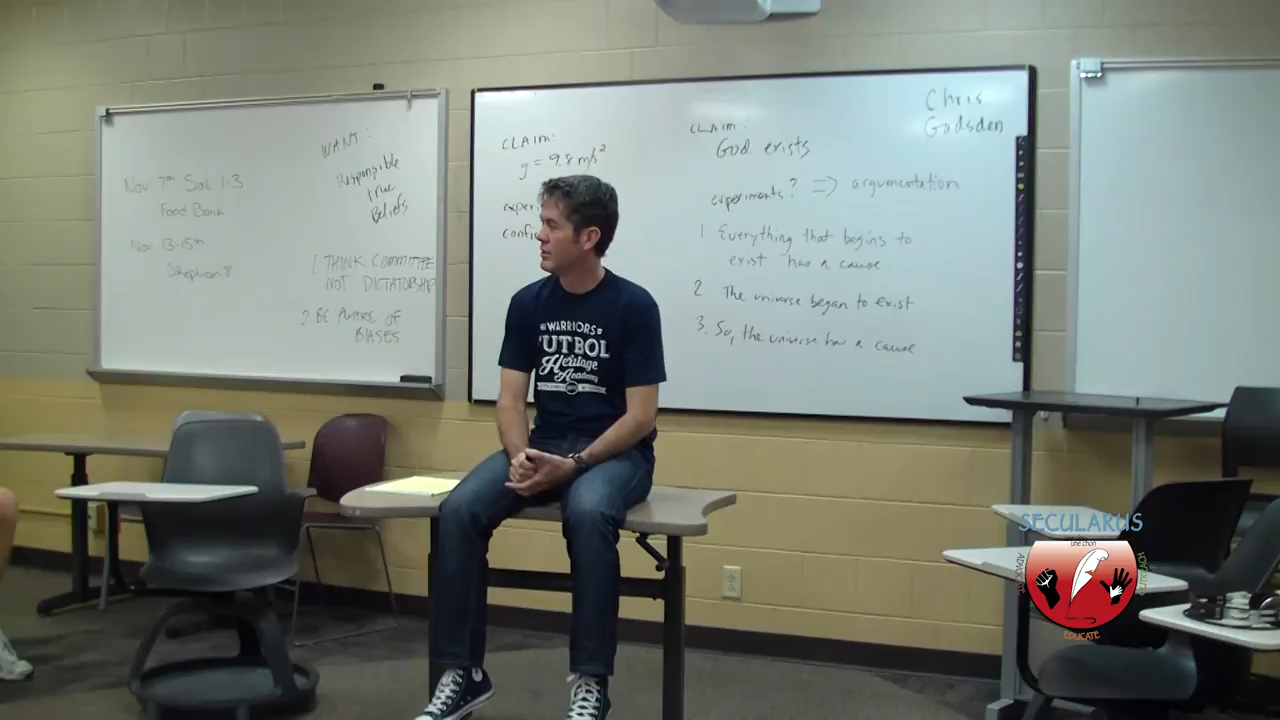 WANT:
Responsible
true
Beliefs
Nov 7th Sat. 1-3
Food Bank
Nov 13-15th
Skepticon 8
1. THINK COMMITTEE
NOT DICTATORSHIP
2. BE AWARE OF
BIASES
CLAIM:
g = 9.8 m/s²
experi
confi
CLAIM:
God exists
experiments? => argumentation
1. Everything that begins to
exist has a cause.
2 The universe began to exist
3. So, the universe has a cause
Chris
Godsden
WARRIORS
FUTBOL
Heritage
Academy
SECULARUS
ADVOCATE
OUTREACH
EDUCATE